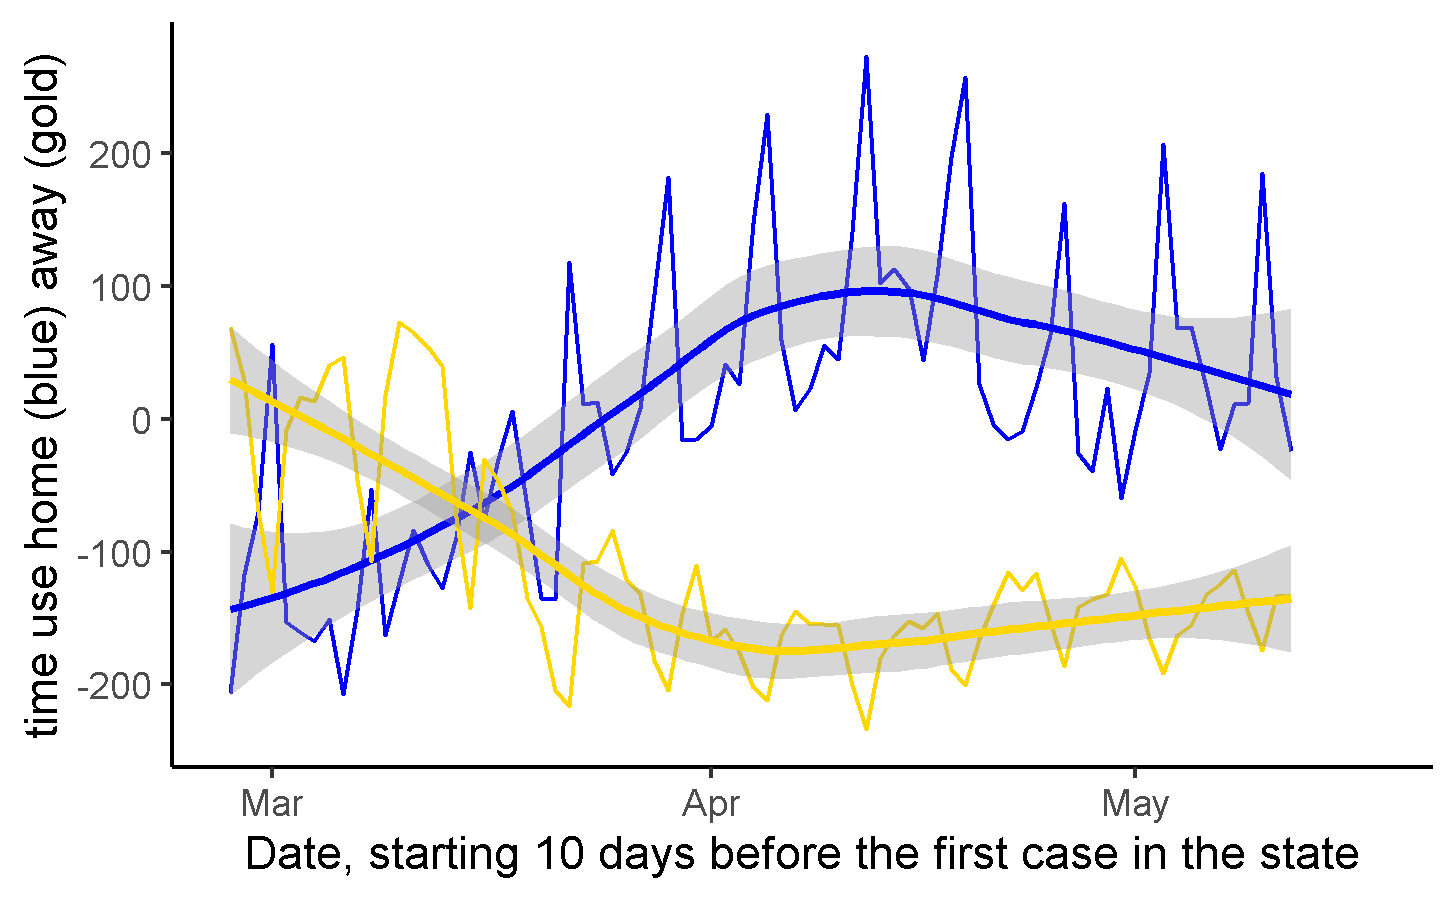 time use home (blue) away (gold)
200
100
0
-100
-200
Mar Apr May
Date, starting 10 days before the first case in the state